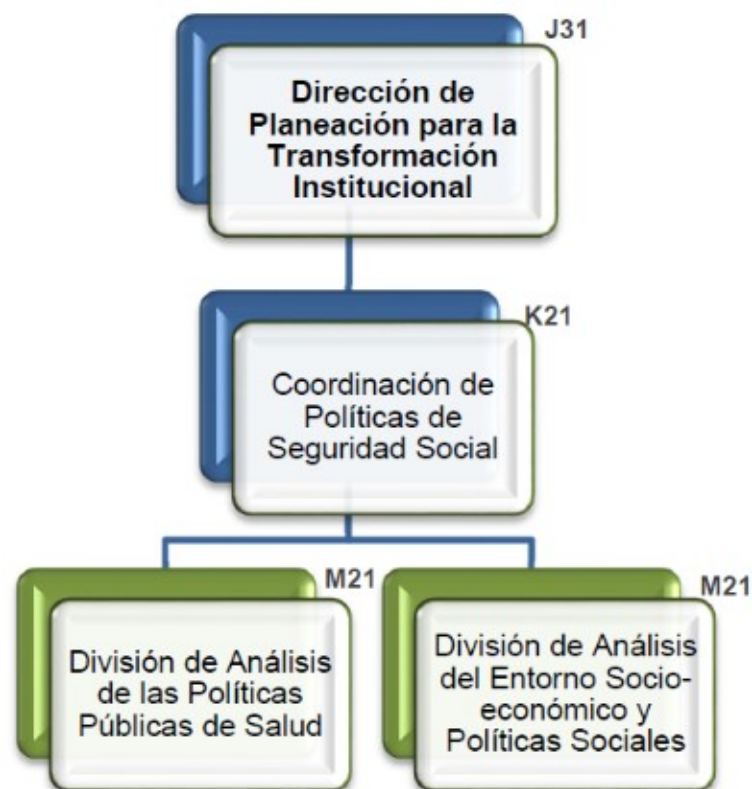 J31
Dirección de
Planeación para la
Transformación
Institucional
K21
Coordinación de
Políticas de
Seguridad Social
M21
División de Análisis
de las Políticas
Públicas de Salud
M21
División de Análisis
del Entorno Socio-
económico y
Políticas Sociales